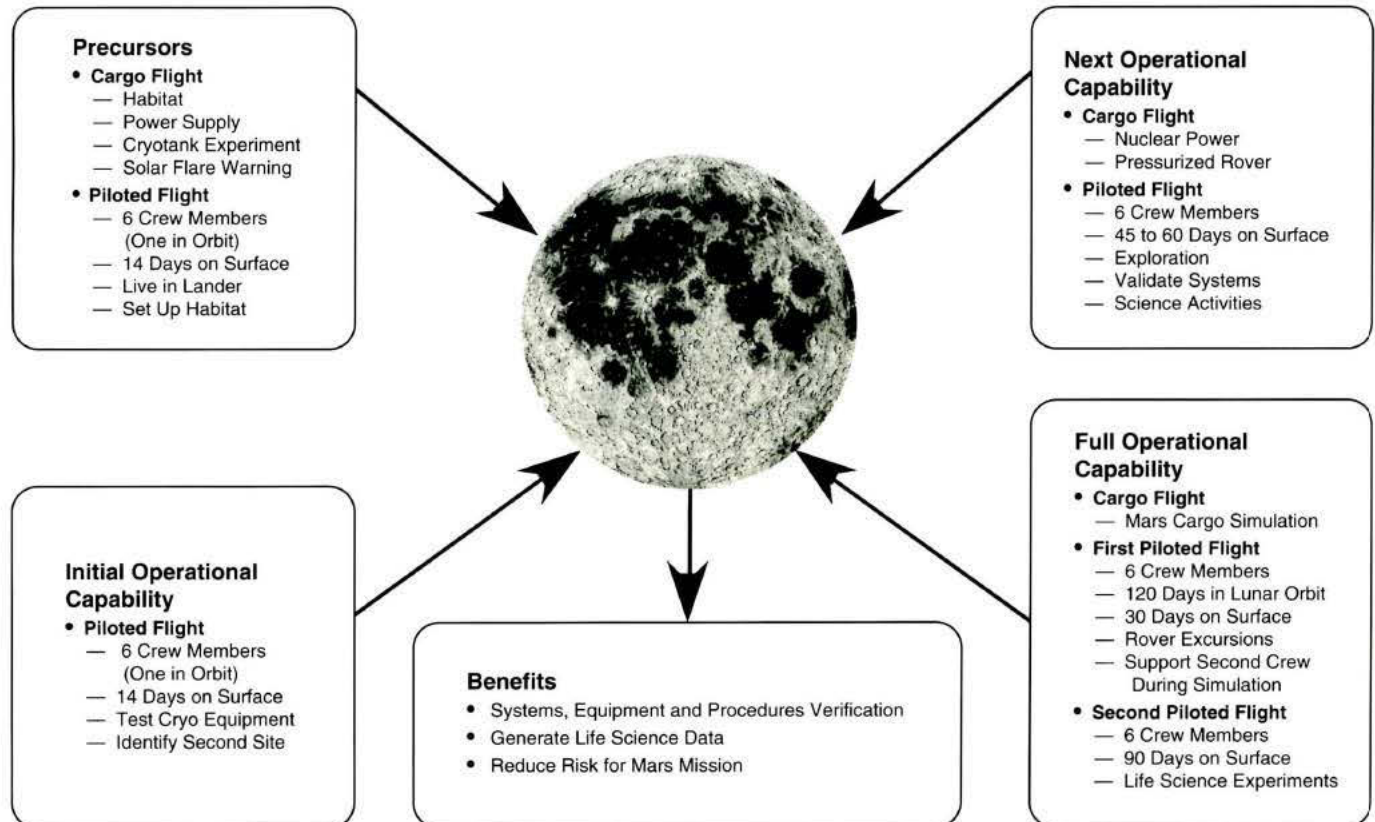 Precursors
• Cargo Flight
— Habitat
— Power Supply
— Cryotank Experiment
— Solar Flare Warning
• Piloted Flight
— 6 Crew Members
(One in Orbit)
— 14 Days on Surface
— Live in Lander
— Set Up Habitat
Next Operational
Capability
• Cargo Flight
— Nuclear Power
— Pressurized Rover
• Piloted Flight
— 6 Crew Members
— 45 to 60 Days on Surface
— Exploration
— Validate Systems
— Science Activities
Initial Operational
Capability
• Piloted Flight
— 6 Crew Members
(One in Orbit)
— 14 Days on Surface
— Test Cryo Equipment
— Identify Second Site
Benefits
• Systems, Equipment and Procedures Verification
• Generate Life Science Data
• Reduce Risk for Mars Mission
Full Operational
Capability
• Cargo Flight
— Mars Cargo Simulation
• First Piloted Flight
— 6 Crew Members
— 120 Days in Lunar Orbit
— 30 Days on Surface
— Rover Excursions
— Support Second Crew
During Simulation
• Second Piloted Flight
— 6 Crew Members
— 90 Days on Surface
— Life Science Experiments